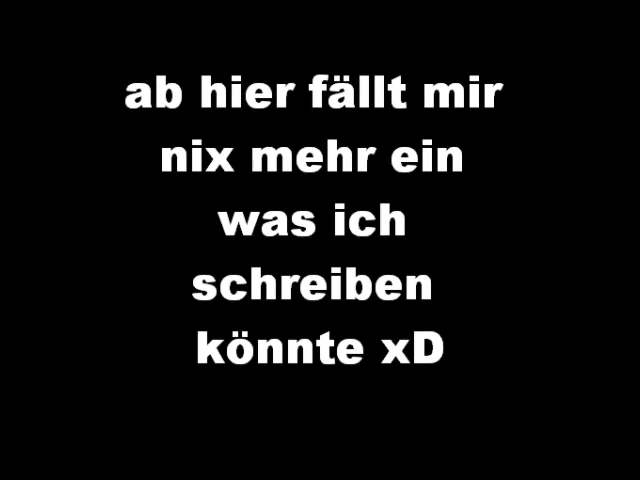 ab hier fällt mir
nix mehr ein
was ich
schreiben
könnte xD